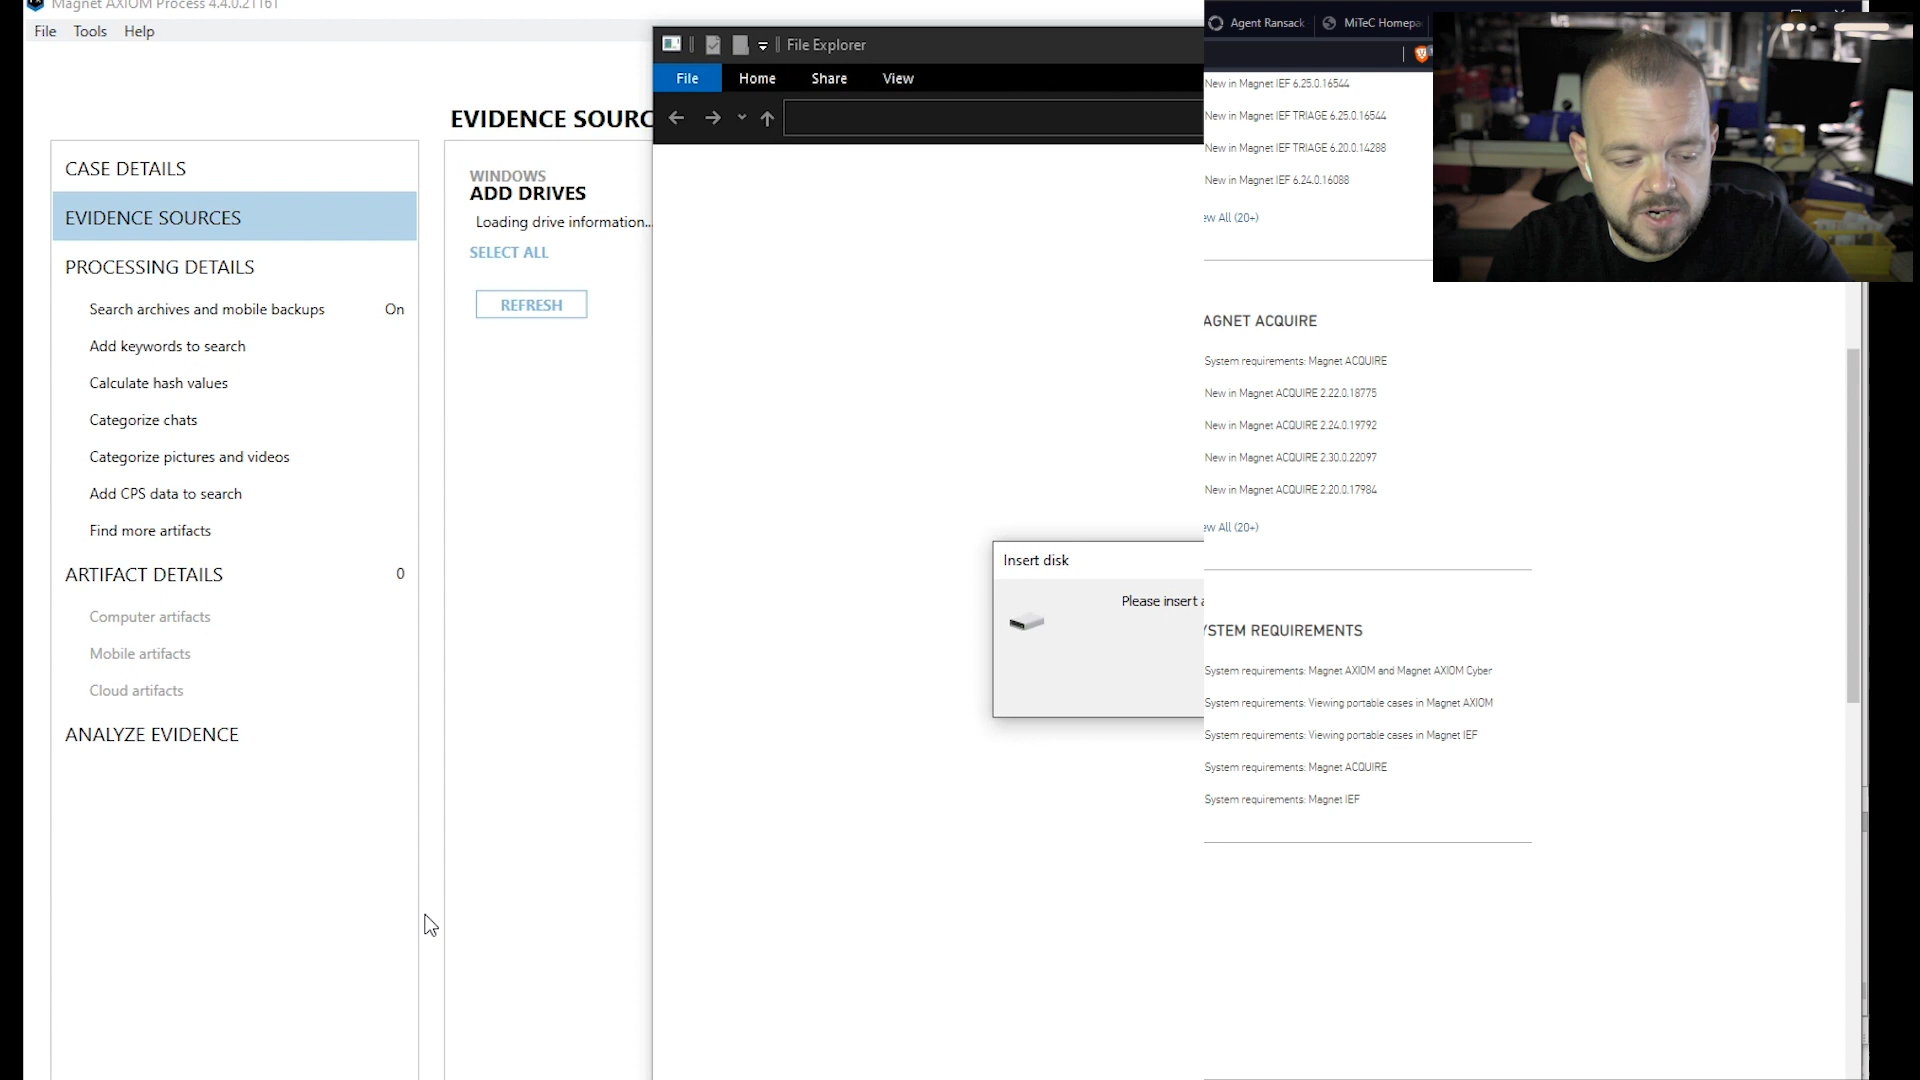 Magnet AXIOM Process 4.4.0.21161
File Tools Help
EVIDENCE SOURC
CASE DETAILS
EVIDENCE SOURCES
PROCESSING DETAILS
Search archives and mobile backups On
Add keywords to search
Calculate hash values
Categorize chats
Categorize pictures and videos
Add CPS data to search
Find more artifacts
ARTIFACT DETAILS 0
Computer artifacts
Mobile artifacts
Cloud artifacts
ANALYZE EVIDENCE
WINDOWS
ADD DRIVES
Loading drive information...
SELECT ALL
REFRESH
File Explorer
File Home Share View
Insert disk
Please insert a
Agent Ransack MiTeC Homepa
New in Magnet IEF 6.25.0.16544
New in Magnet IEF TRIAGE 6.25.0.16544
New in Magnet IEF TRIAGE 6.20.0.14288
New in Magnet IEF 6.24.0.16088
ew All (20+)
AGNET ACQUIRE
System requirements: Magnet ACQUIRE
New in Magnet ACQUIRE 2.22.0.18775
New in Magnet ACQUIRE 2.24.0.19792
New in Magnet ACQUIRE 2.30.0.22097
New in Magnet ACQUIRE 2.20.0.17984
ew All (20+)
YSTEM REQUIREMENTS
System requirements: Magnet AXIOM and Magnet AXIOM Cyber
System requirements: Viewing portable cases in Magnet AXIOM
System requirements: Viewing portable cases in Magnet IEF
System requirements: Magnet ACQUIRE
System requirements: Magnet IEF